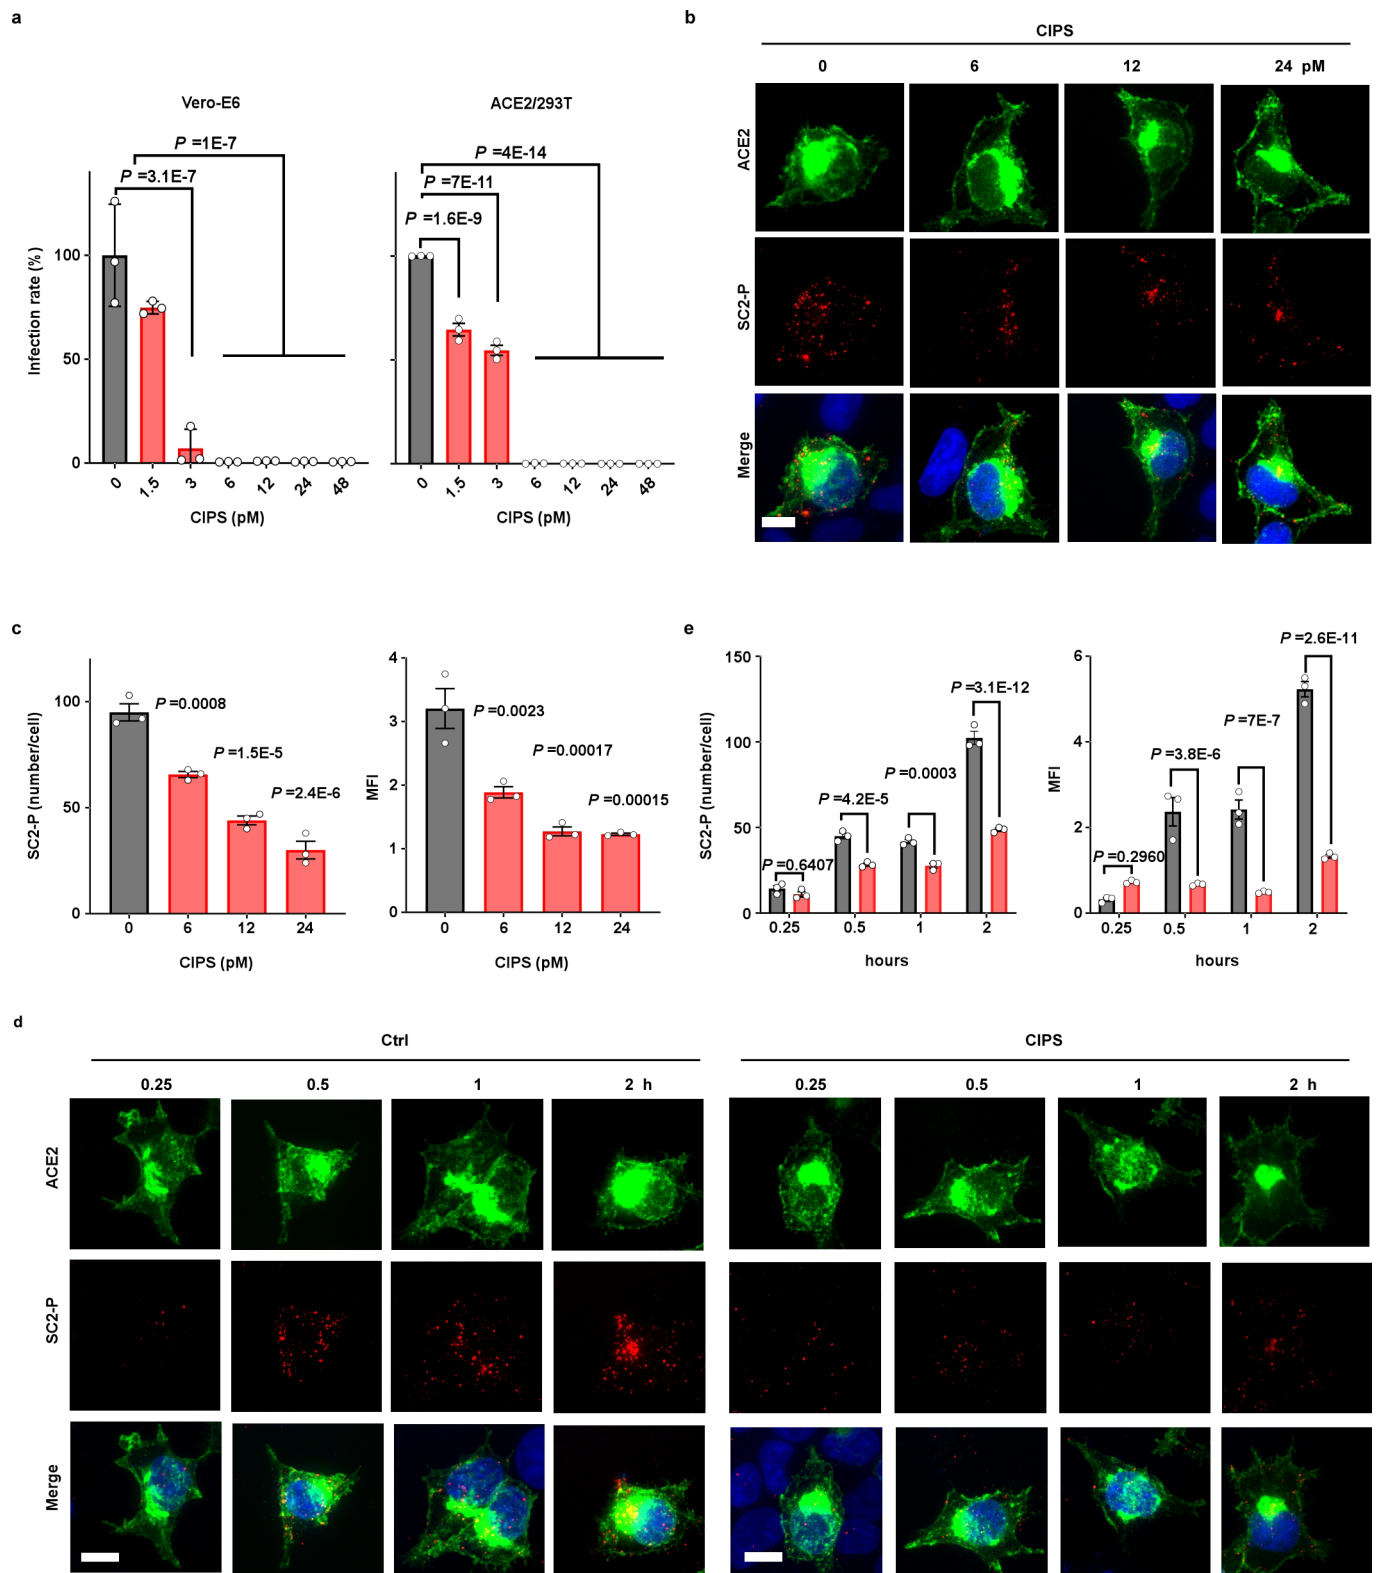 a
Vero-E6
ACE2/293T
P =1E-7
P =3.1E-7
P =4E-14
P =7E-11
P =1.6E-9
Infection rate (%)
100
50
0
0 1.5 3 6 12 24 48
CIPS (pM)
0 1.5 3 6 12 24 48
CIPS (pM)
b
CIPS
0 6 12 24 pM
ACE2
SC2-P
Merge
c
SC2-P (number/cell)
100
50
0
P =0.0008
P =1.5E-5
P =2.4E-6
0 6 12 24
CIPS (pM)
MFI
4
3
2
1
0
P =0.0023
P =0.00017
P =0.00015
0 6 12 24
CIPS (pM)
e
SC2-P (number/cell)
150
100
50
0
P =0.6407
P =4.2E-5
P =0.0003
P =3.1E-12
0.25 0.5 1 2
hours
MFI
6
4
2
0
P =0.2960
P =3.8E-6
P =7E-7
P =2.6E-11
0.25 0.5 1 2
hours
d
Ctrl
CIPS
0.25 0.5 1 2 h
0.25 0.5 1 2 h
ACE2
SC2-P
Merge